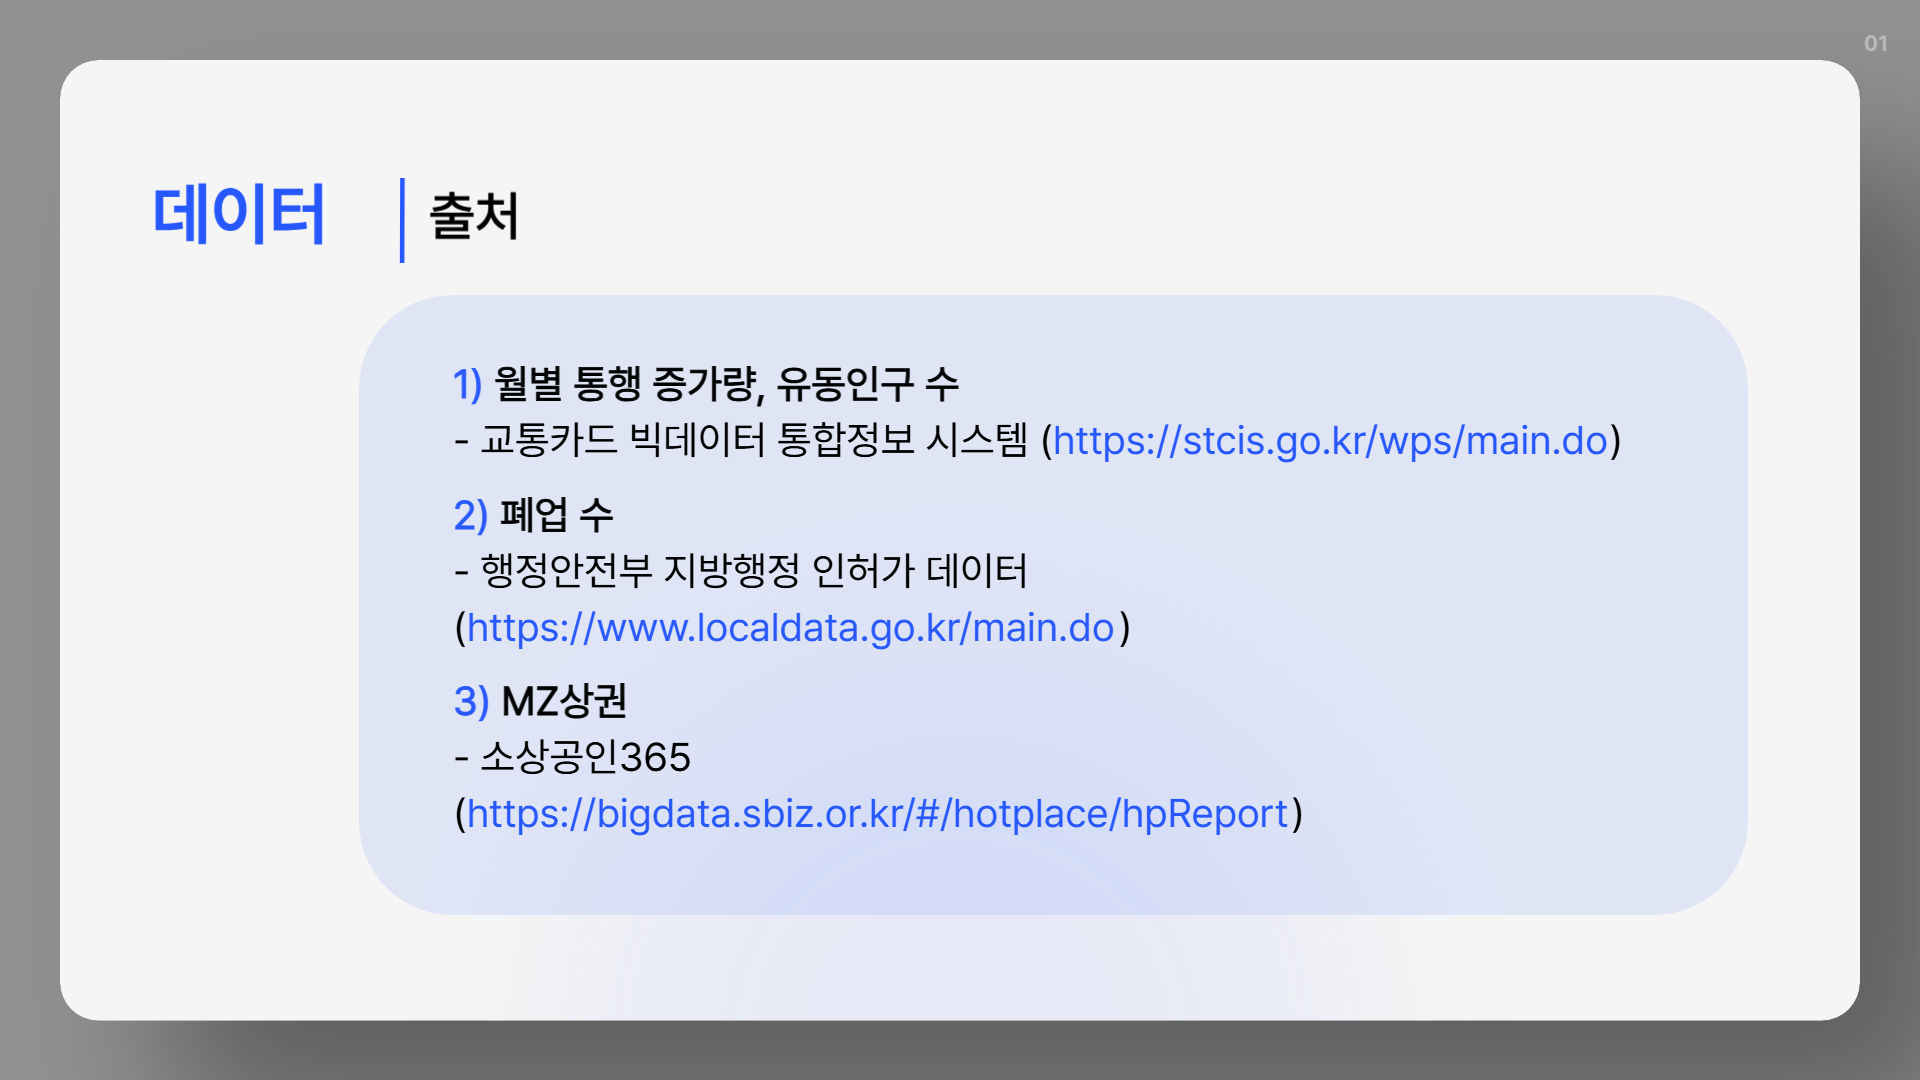 01
데이터
출처
1) 월별 통행 증가량, 유동인구 수
- 교통카드 빅데이터 통합정보 시스템 (https://stcis.go.kr/wps/main.do)
2) 폐업 수
- 행정안전부 지방행정 인허가 데이터
(https://www.localdata.go.kr/main.do)
3) MZ상권
- 소상공인365
(https://bigdata.sbiz.or.kr/#/hotplace/hpReport)